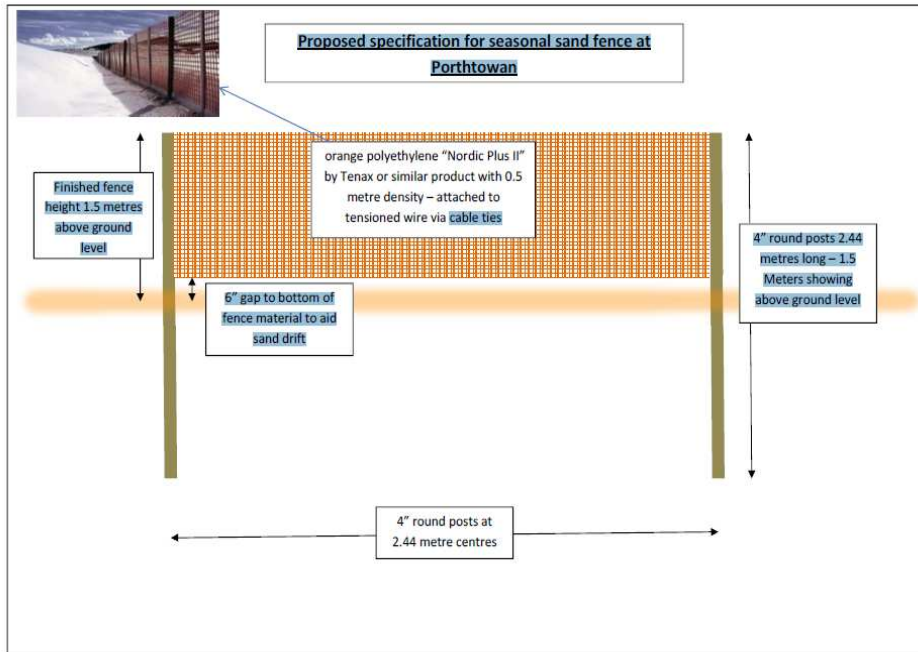 Proposed specification for seasonal sand fence at
Porthtowan
orange polyethylene “Nordic Plus II”
by Tenax or similar product with 0.5
metre density – attached to
tensioned wire via cable ties
Finished fence
height 1.5 metres
above ground
level
4” round posts 2.44
metres long – 1.5
Meters showing
above ground level
6” gap to bottom of
fence material to aid
sand drift
4” round posts at
2.44 metre centres